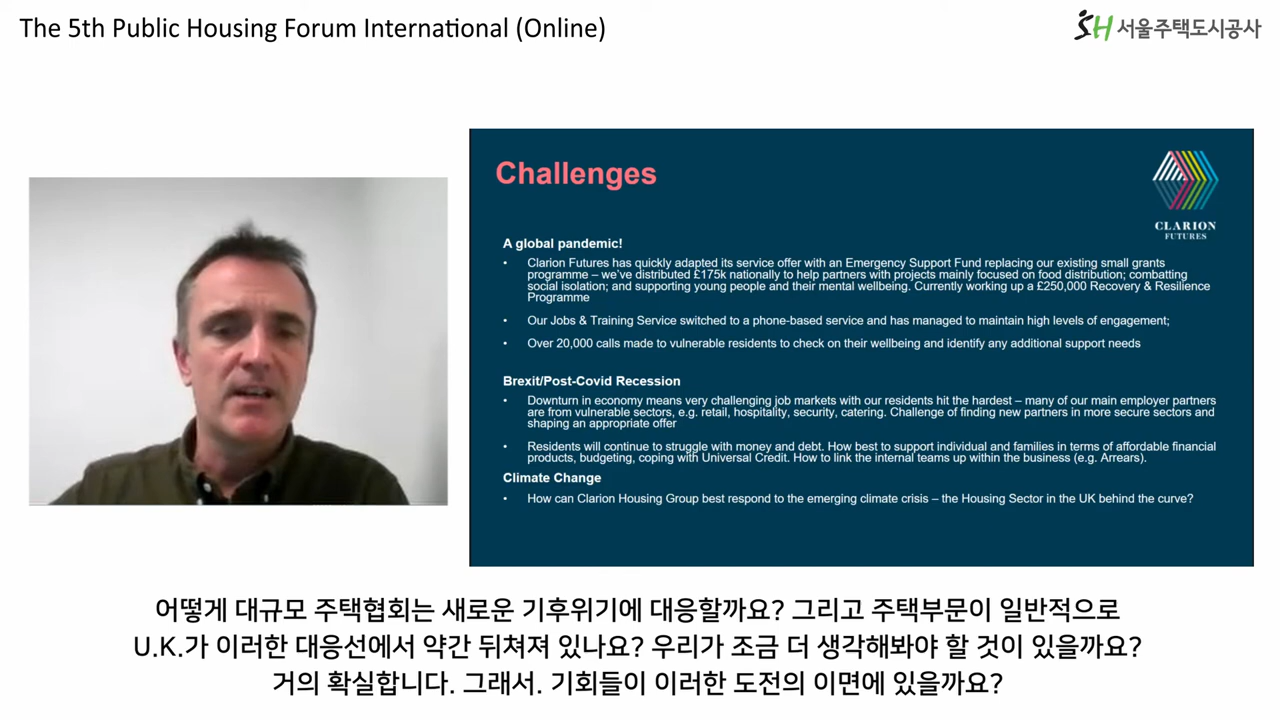 The 5th Public Housing Forum International (Online)
SH 서울주택도시공사
Challenges
CLARION
FUTURES
A global pandemic!
• Clarion Futures has quickly adapted its service offer with an Emergency Support Fund replacing our existing small grants
programme – we've distributed £175k nationally to help partners with projects mainly focused on food distribution; combatting
social isolation; and supporting young people and their mental wellbeing. Currently working up a £250,000 Recovery & Resilience
Programme
• Our Jobs & Training Service switched to a phone-based service and has managed to maintain high levels of engagement;
• Over 20,000 calls made to vulnerable residents to check on their wellbeing and identify any additional support needs
Brexit/Post-Covid Recession
• Downturn in economy means very challenging job markets with our residents hit the hardest – many of our main employer partners
are from vulnerable sectors, e.g. retail, hospitality, security, catering. Challenge of finding new partners in more secure sectors and
shaping an appropriate offer
• Residents will continue to struggle with money and debt. How best to support individual and families in terms of affordable financial
products, budgeting, coping with Universal Credit. How to link the internal teams up within the business (e.g. Arrears).
Climate Change
• How can Clarion Housing Group best respond to the emerging climate crisis – the Housing Sector in the UK behind the curve?
어떻게 대규모 주택협회는 새로운 기후위기에 대응할까요? 그리고 주택부문이 일반적으로
U.K.가 이러한 대응선에서 약간 뒤쳐져 있나요? 우리가 조금 더 생각해봐야 할 것이 있을까요?
거의 확실합니다. 그래서. 기회들이 이러한 도전의 이면에 있을까요?